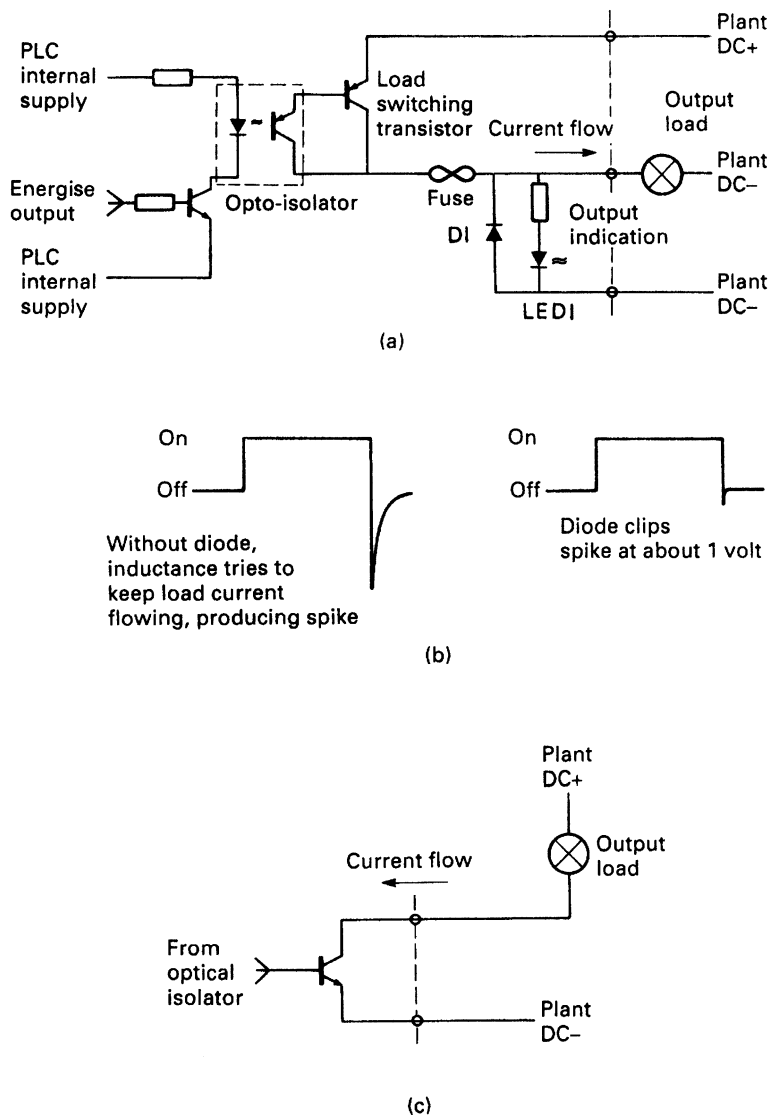 PLC
internal
supply
Energise
output
PLC
internal
supply
Opto-isolator
Load
switching
transistor
Current flow
Fuse
DI
Output
indication
LEDI
Plant
DC+
Output
load
Plant
DC−
Plant
DC−
(a)
On
Off
Without diode,
inductance tries to
keep load current
flowing, producing spike
On
Off
Diode clips
spike at about 1 volt
(b)
Plant
DC+
Output
load
Current flow
From
optical
isolator
Plant
DC−
(c)